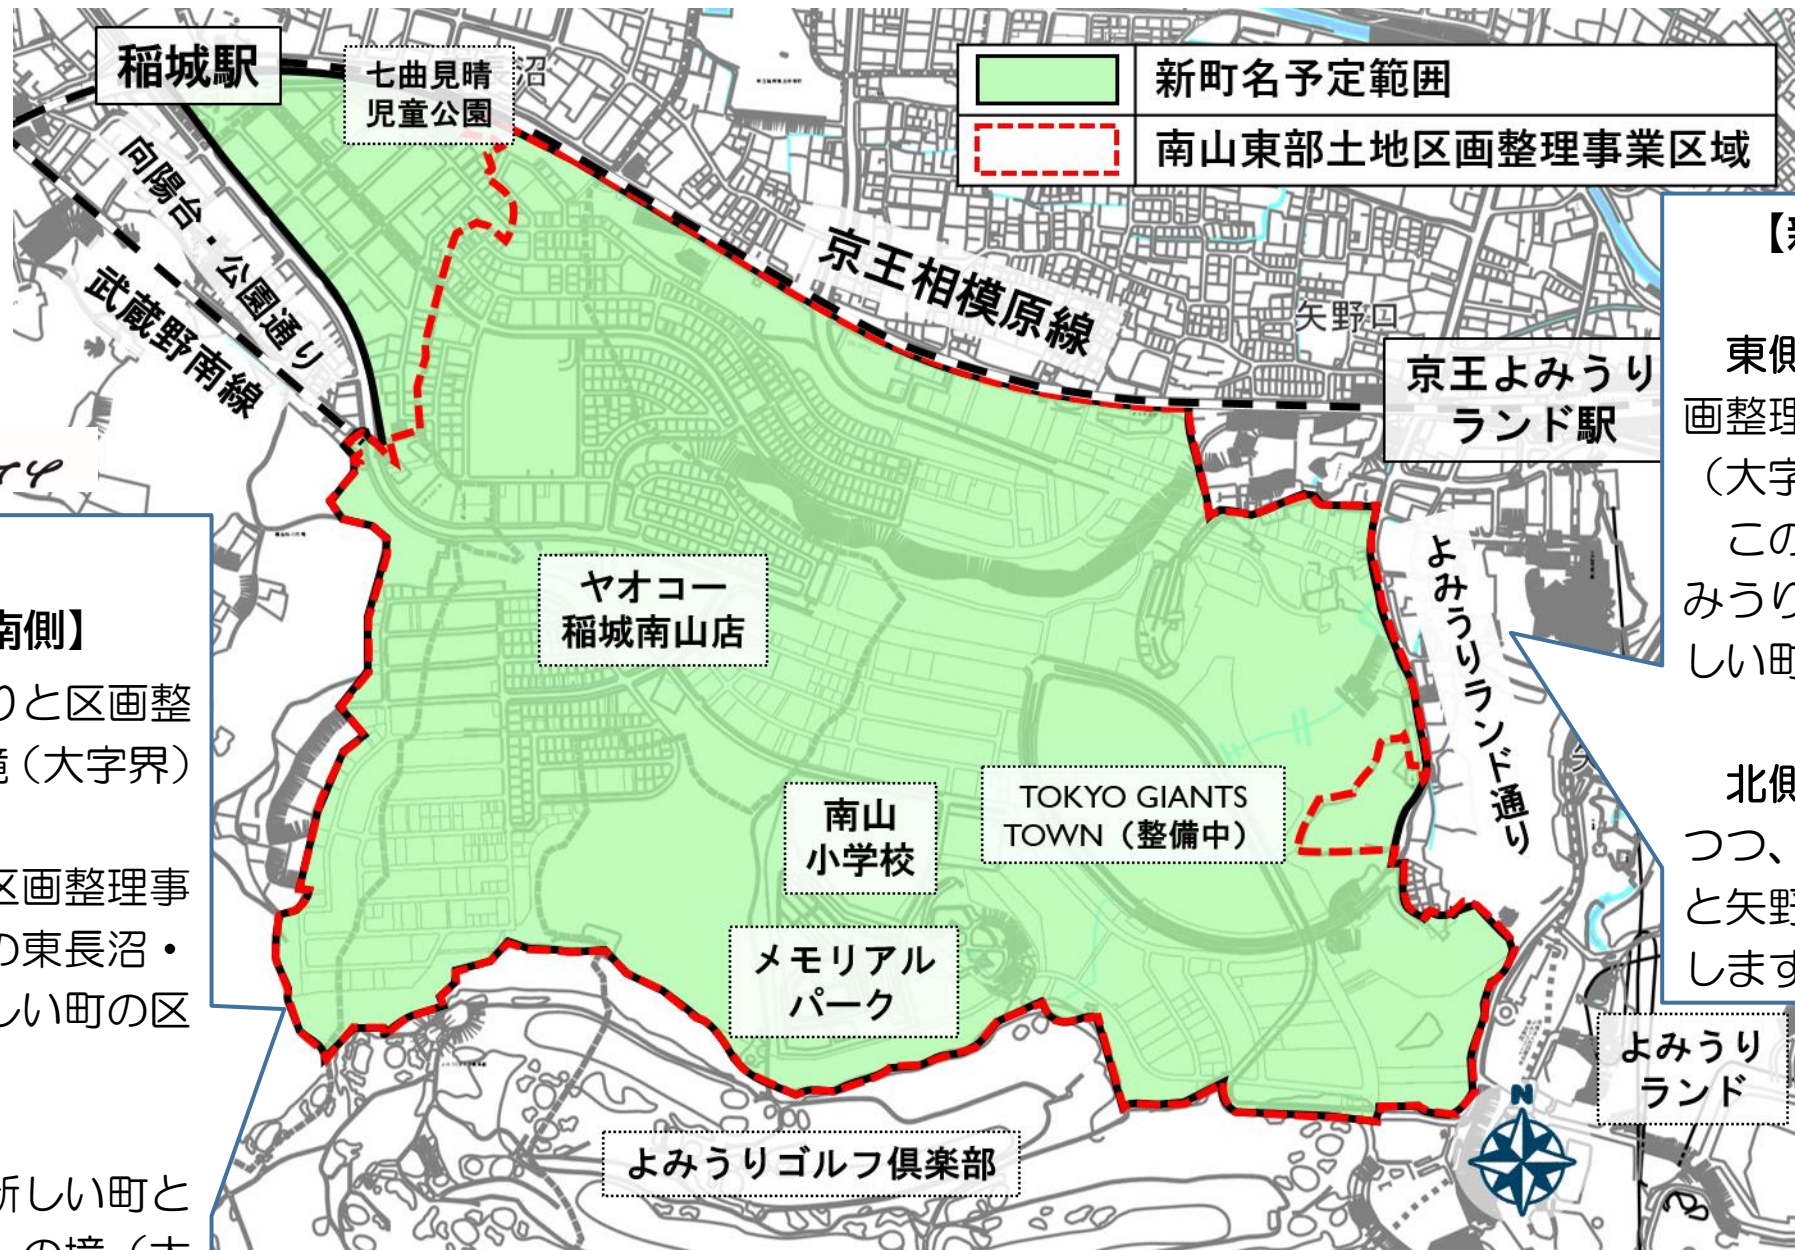 稲城駅
七曲見晴
児童公園
沼
新町名予定範囲
南山東部土地区画整理事業区域
向陽台・公園通り
武蔵野南線
京王相模原線
矢野口
京王よみうり
ランド駅
東側
画整理
（大字
この
みうり
しい町
北側
つつ、
と矢野
します
よみうりランド通り
ヤオコー
稲城南山店
南側】
りと区画整
境（大字界）
区画整理事
の東長沼・
しい町の区
新しい町と
TOKYO GIANTS
TOWN（整備中）
南山
小学校
メモリアル
パーク
よみうり
ランド
N
よみうりゴルフ倶楽部